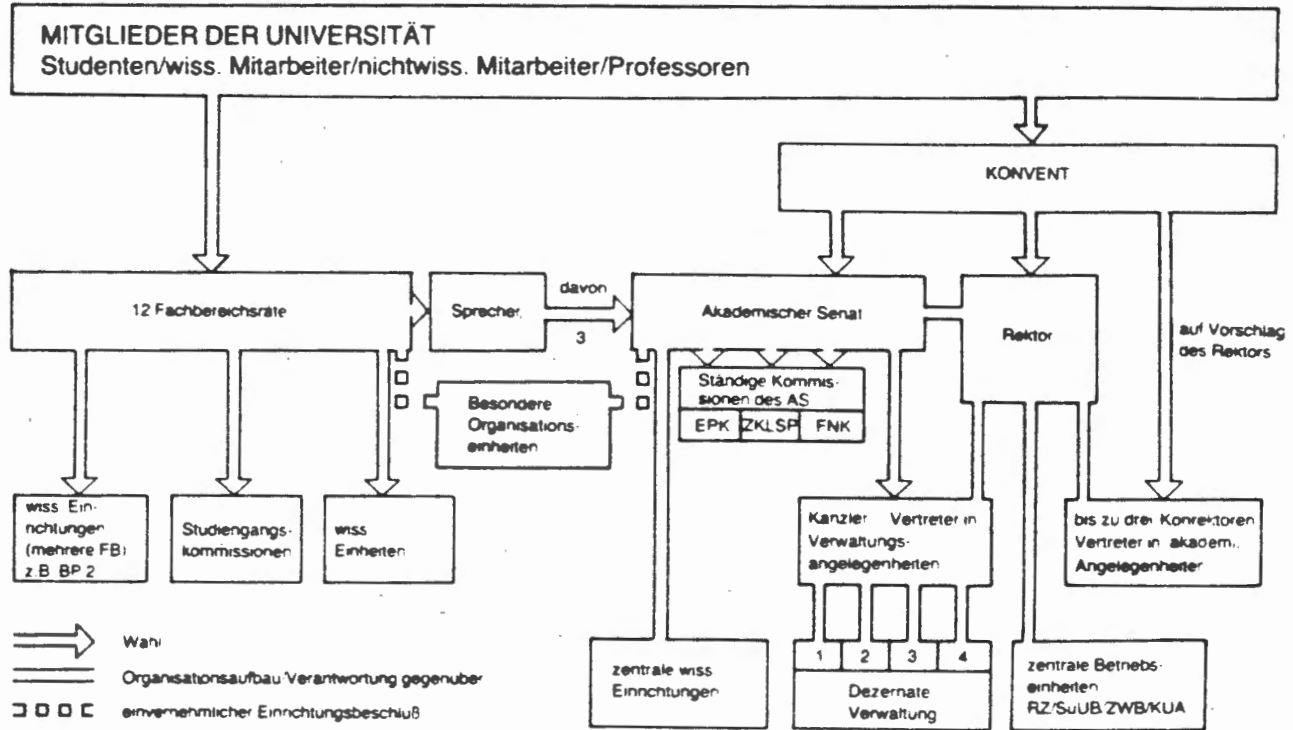 MITGLIEDER DER UNIVERSITÄT
Studenten/wiss. Mitarbeiter/nichtwiss. Mitarbeiter/Professoren
KONVENT
12 Fachbereichsräte
Sprecher
davon
3
Akademischer Senat
Rektor
auf Vorschlag
des Rektors
Ständige Kommis-
sionen des AS
EPK ZKLSP FNK
Besondere
Organisations-
einheiten
wiss Ein-
richtungen
(mehrere FB)
z.B BP 2
Studiengangs-
kommissionen
wiss
Einheiten
Kanzler Vertreter in
Verwaltungs-
angelegenheiten
bis zu drei Konrektoren
Vertreter in akadem.
Angelegenheiten
zentrale wiss
Einrichtungen
1 2 3 4
Dezernate
Verwaltung
zentrale Betriebs-
einheiten
RZ/SuUB/ZWB/KUA
Wahl
Organisationsaufbau/Verantwortung gegenüber
einvernehmlicher Einrichtungsbeschluß